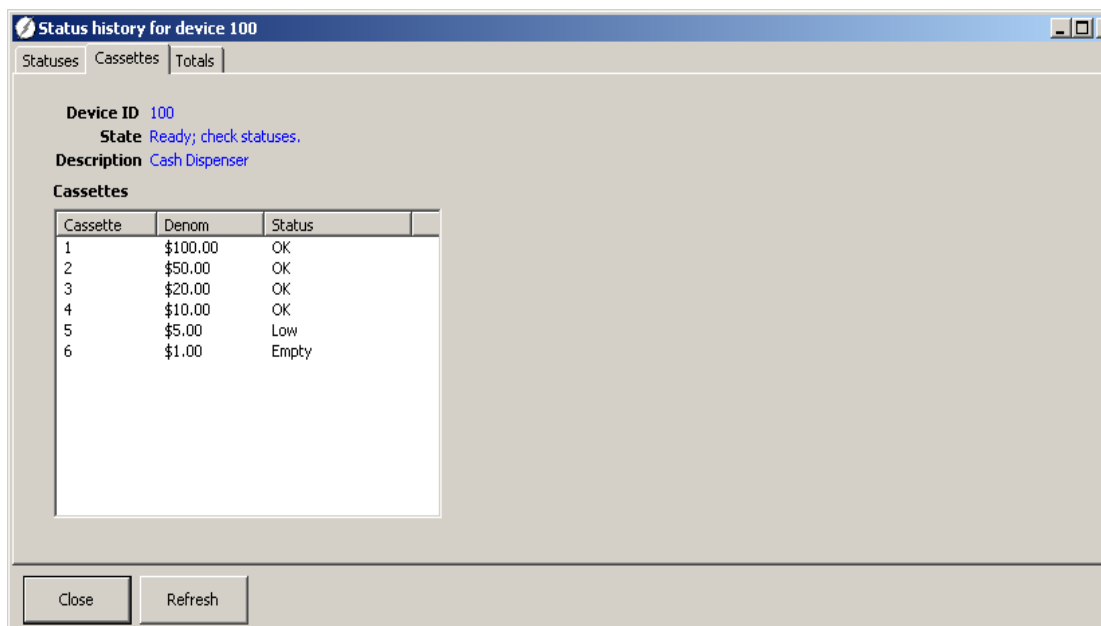 Status history for device 100
Statuses Cassettes Totals
Device ID 100
State Ready; check statuses.
Description Cash Dispenser
Cassettes
Cassette Denom Status
1 $100.00 OK
2 $50.00 OK
3 $20.00 OK
4 $10.00 OK
5 $5.00 Low
6 $1.00 Empty
Close Refresh